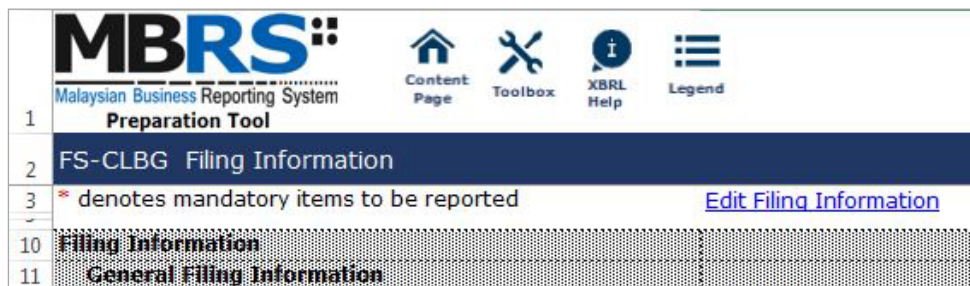 MBRS
Malaysian Business Reporting System
Preparation Tool
Content
Page
Toolbox
XBRL
Help
Legend
1
2 FS-CLBG Filing Information
3 * denotes mandatory items to be reported Edit Filing Information
10 Filing Information
11 General Filing Information